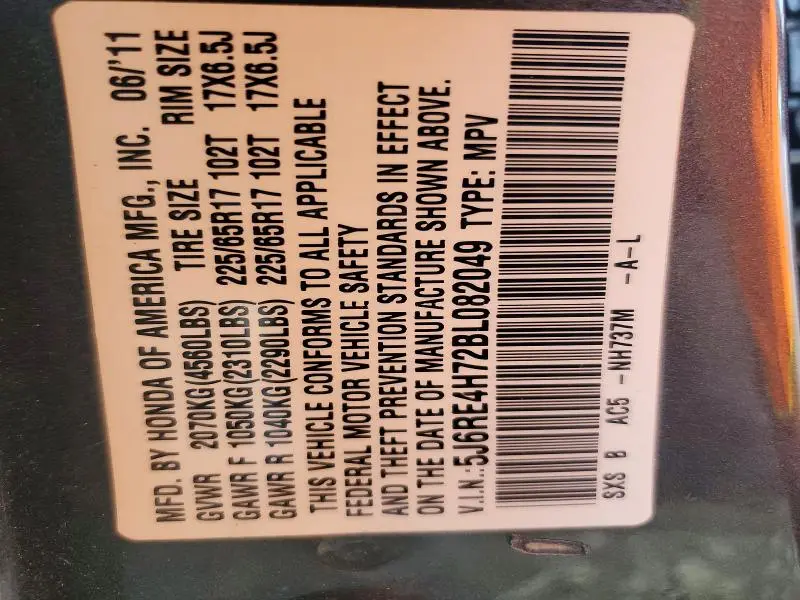 MFD. BY HONDA OF AMERICA MFG., INC. 06/'11
GVWR 2070KG(4560LBS) TIRE SIZE RIM SIZE
GAWR F 1050KG(2310LBS) 225/65R17 102T 17X6.5J
GAWR R 1040KG(2290LBS) 225/65R17 102T 17X6.5J
THIS VEHICLE CONFORMS TO ALL APPLICABLE
FEDERAL MOTOR VEHICLE SAFETY
AND THEFT PREVENTION STANDARDS IN EFFECT
ON THE DATE OF MANUFACTURE SHOWN ABOVE.
V.I.N.:5J6RE4H72BL082049 TYPE: MPV
SXS B AC5 -NH737M -A-L